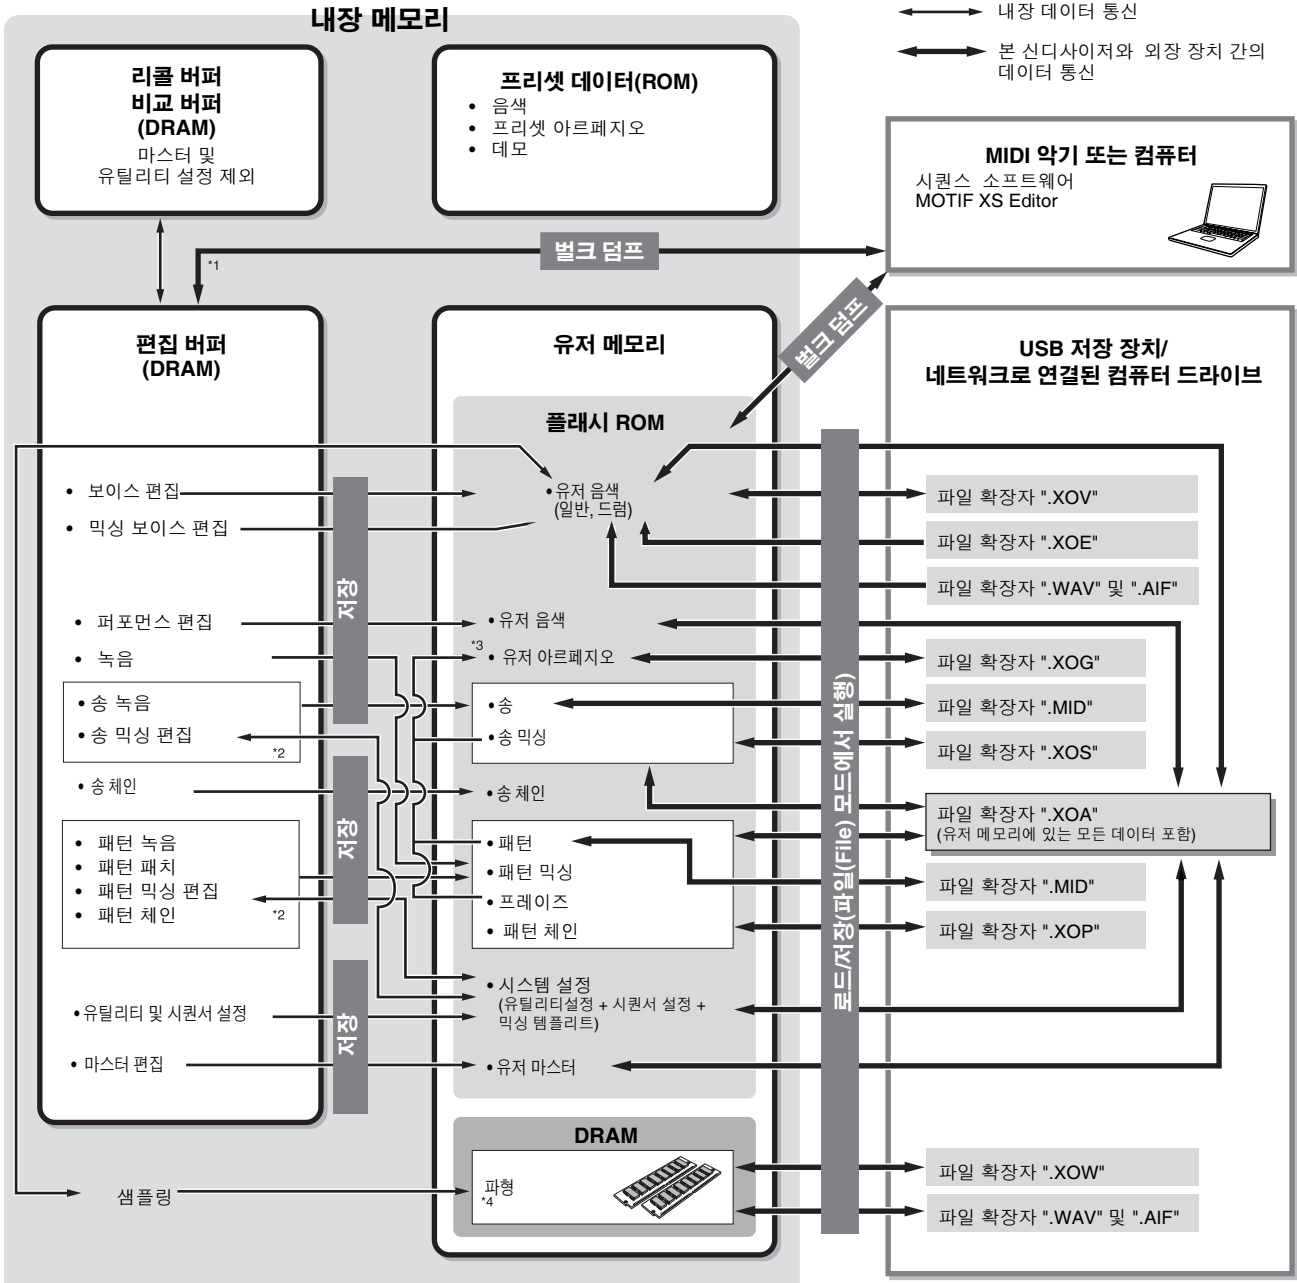 내장 메모리
내장 데이터 통신
본 신디사이저와 외장 장치 간의
데이터 통신
리콜 버퍼
비교 버퍼
(DRAM)
마스터 및
유틸리티 설정 제외
프리셋 데이터(ROM)
• 음색
• 프리셋 아르페지오
• 데모
MIDI 악기 또는 컴퓨터
시퀀스 소프트웨어
MOTIF XS Editor
벌크 덤프
*1
벌크 덤프
편집 버퍼
(DRAM)
• 보이스 편집
• 믹싱 보이스 편집
• 퍼포먼스 편집
• 녹음
• 송 녹음
• 송 믹싱 편집
*2
• 송 체인
• 패턴 녹음
• 패턴 패치
• 패턴 믹싱 편집
• 패턴 체인
*2
• 유틸리티 및 시퀀서 설정
• 마스터 편집
샘플링
저장
저장
저장
유저 메모리
플래시 ROM
• 유저 음색
(일반, 드럼)
• 유저 음색
*3
• 유저 아르페지오
• 송
• 송 믹싱
• 송 체인
• 패턴
• 패턴 믹싱
• 프레이즈
• 패턴 체인
• 시스템 설정
(유틸리티설정 + 시퀀서 설정 +
믹싱 템플리트)
• 유저 마스터
DRAM
파형
*4
로드/저장(파일(File) 모드에서 실행)
USB 저장 장치/
네트워크로 연결된 컴퓨터 드라이브
파일 확장자 ".XOV"
파일 확장자 ".XOE"
파일 확장자 ".WAV" 및 ".AIF"
파일 확장자 ".XOG"
파일 확장자 ".MID"
파일 확장자 ".XOS"
파일 확장자 ".XOA"
(유저 메모리에 있는 모든 데이터 포함)
파일 확장자 ".MID"
파일 확장자 ".XOP"
파일 확장자 ".XOW"
파일 확장자 ".WAV" 및 ".AIF"